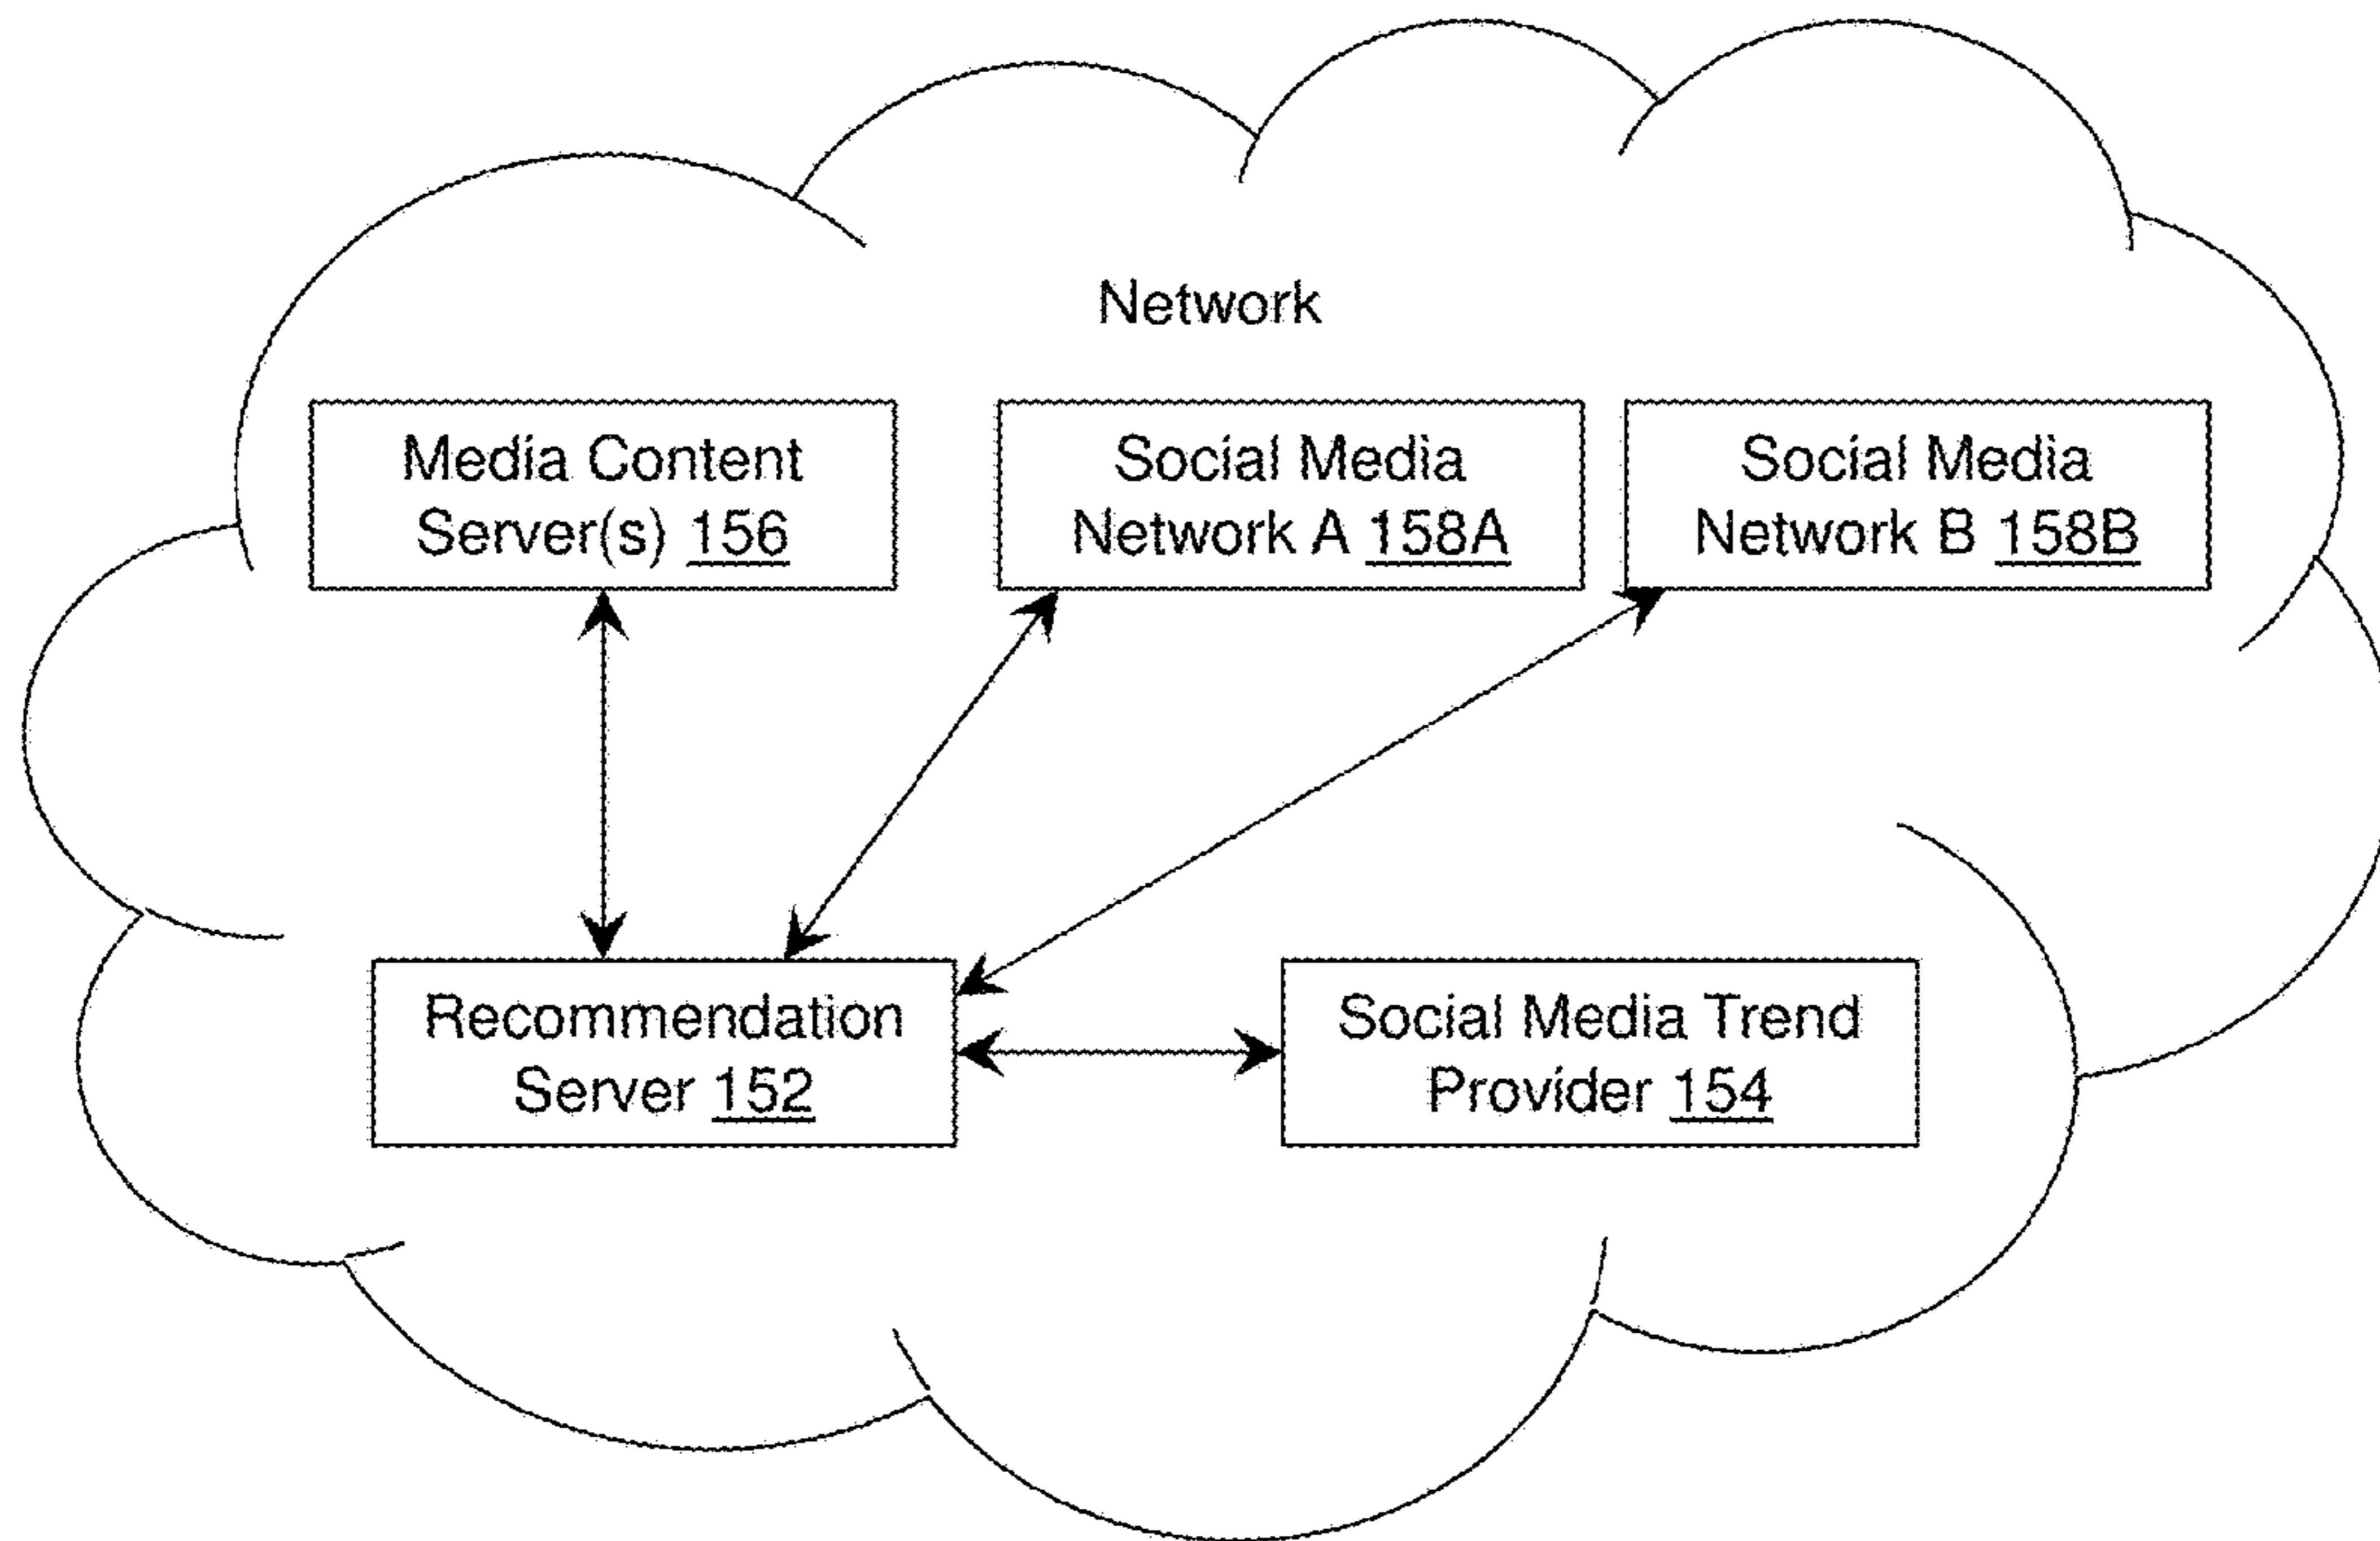 Network
Media Content
Server(s) 156
Social Media
Network A 158A
Social Media
Network B 158B
Recommendation
Server 152
Social Media Trend
Provider 154